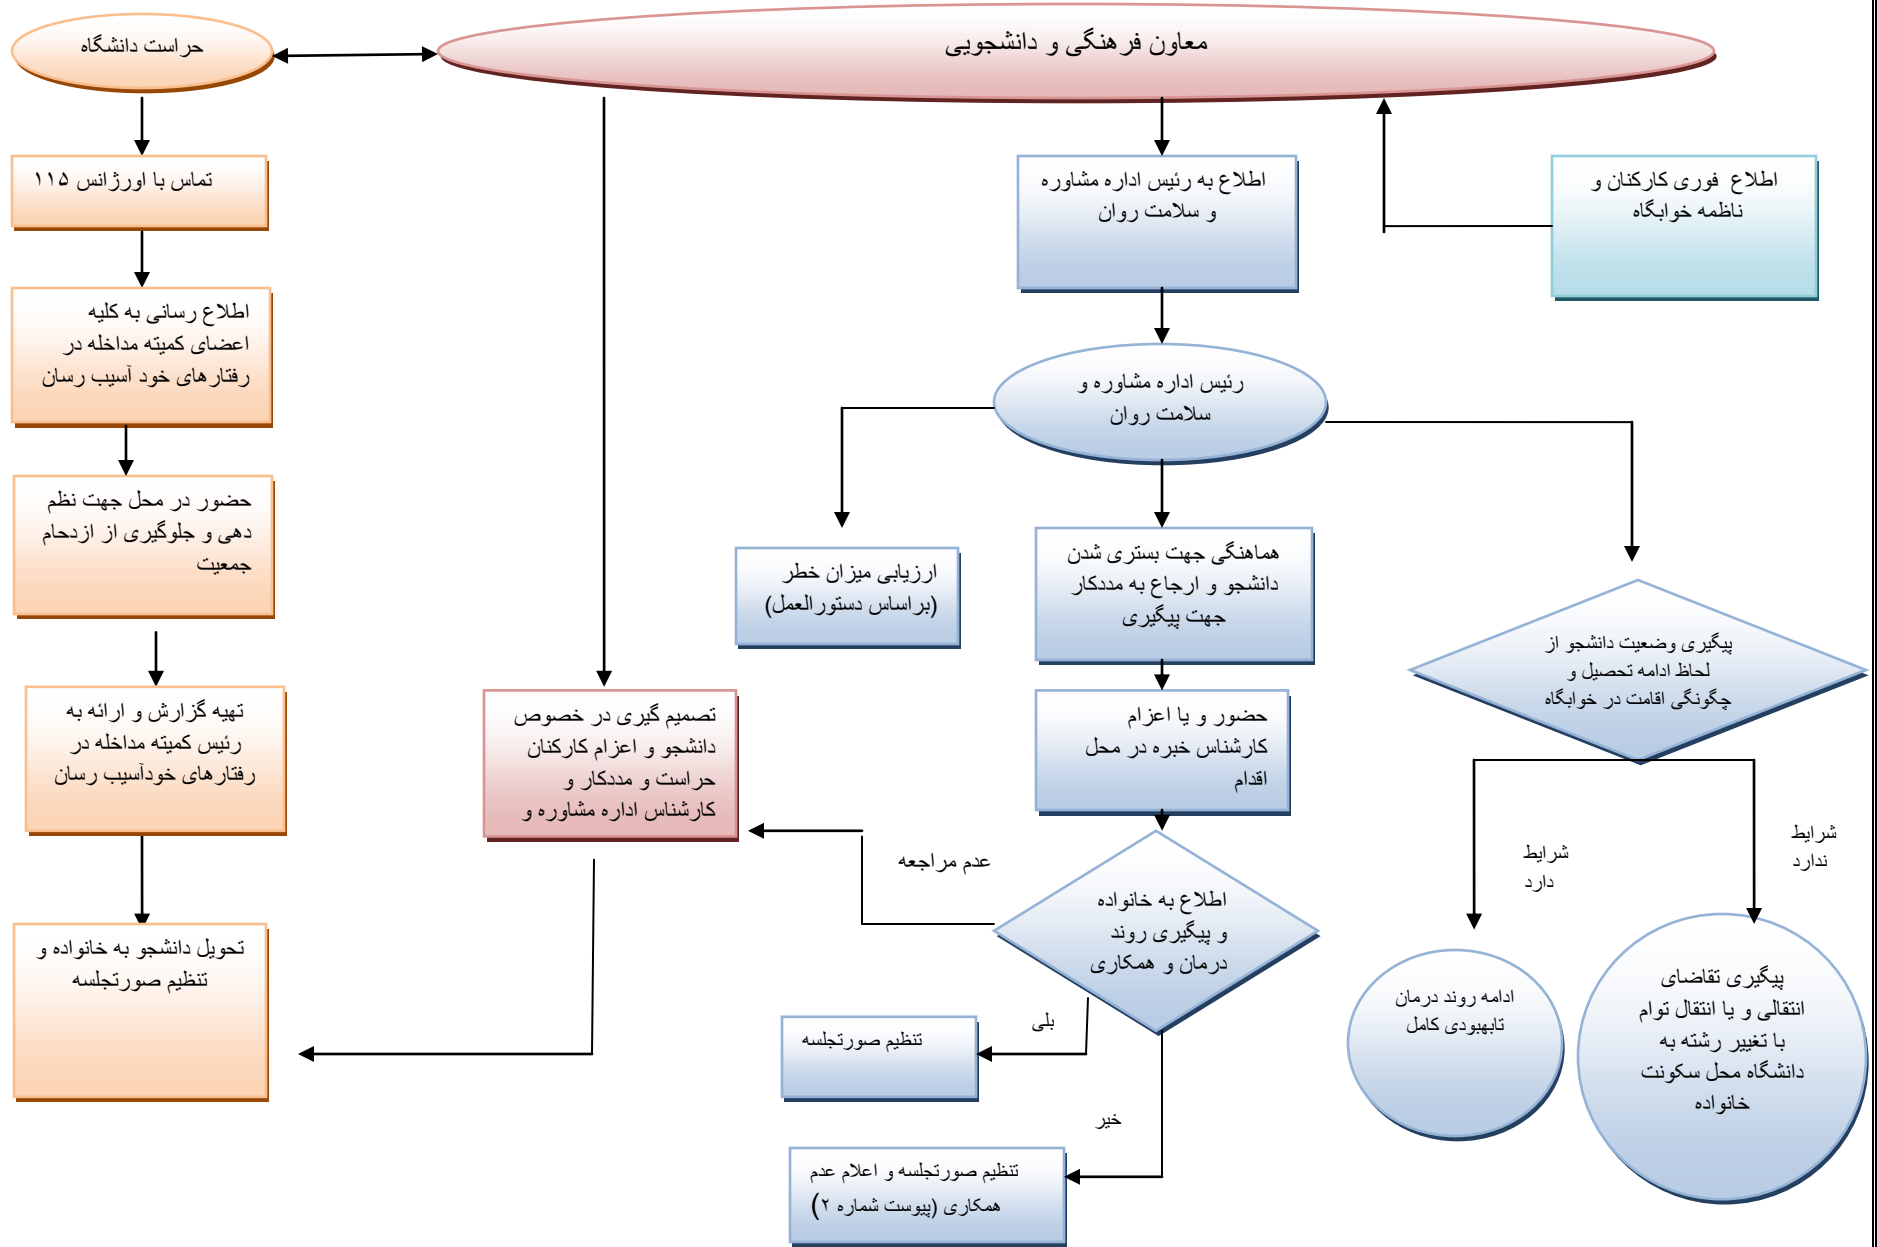 معاون فرهنگی و دانشجویی
حراست دانشگاه
اطلاع فوری کارکنان و
ناظمه خوابگاه
اطلاع به رئیس اداره مشاوره
و سلامت روان
تماس با اورژانس ۱۱۵
رئیس اداره مشاوره و
سلامت روان
اطلاع رسانی به کلیه
اعضای کمیته مداخله در
رفتارهای خود آسیب رسان
حضور در محل جهت نظم
دهی و جلوگیری از ازدحام
جمعیت
پیگیری وضعیت دانشجو از
لحاظ ادامه تحصیل و
چگونگی اقامت در خوابگاه
هماهنگی جهت بستری شدن
دانشجو و ارجاع به مددکار
جهت پیگیری
ارزیابی میزان خطر
(براساس دستورالعمل)
حضور و یا اعزام
کارشناس خبره در محل
اقدام
تصمیم گیری در خصوص
دانشجو و اعزام کارکنان
حراست و مددکار و
کارشناس اداره مشاوره و
تهیه گزارش و ارائه به
رئیس کمیته مداخله در
رفتارهای خودآسیب رسان
شرایط
ندارد
شرایط
دارد
عدم مراجعه
اطلاع به خانواده
و پیگیری روند
درمان و همکاری
تحویل دانشجو به خانواده و
تنظیم صورتجلسه
پیگیری تقاضای
انتقالی و یا انتقال توام
با تغییر رشته به
دانشگاه محل سکونت
خانواده
ادامه روند درمان
تابهبودی کامل
بلی
تنظیم صورتجلسه
خیر
تنظیم صورتجلسه و اعلام عدم
همکاری (پیوست شماره ۲)